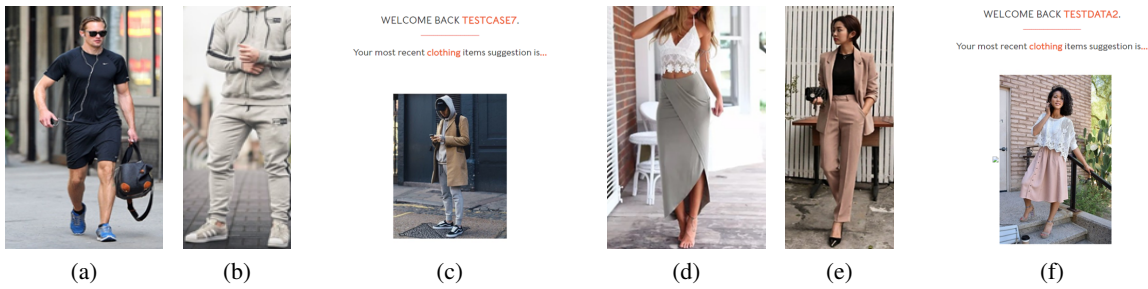 WELCOME BACK TESTCASE7.
Your most recent clothing items suggestion is...
WELCOME BACK TESTDATA2.
Your most recent clothing items suggestion is...
(a)
(b)
(c)
(d)
(e)
(f)